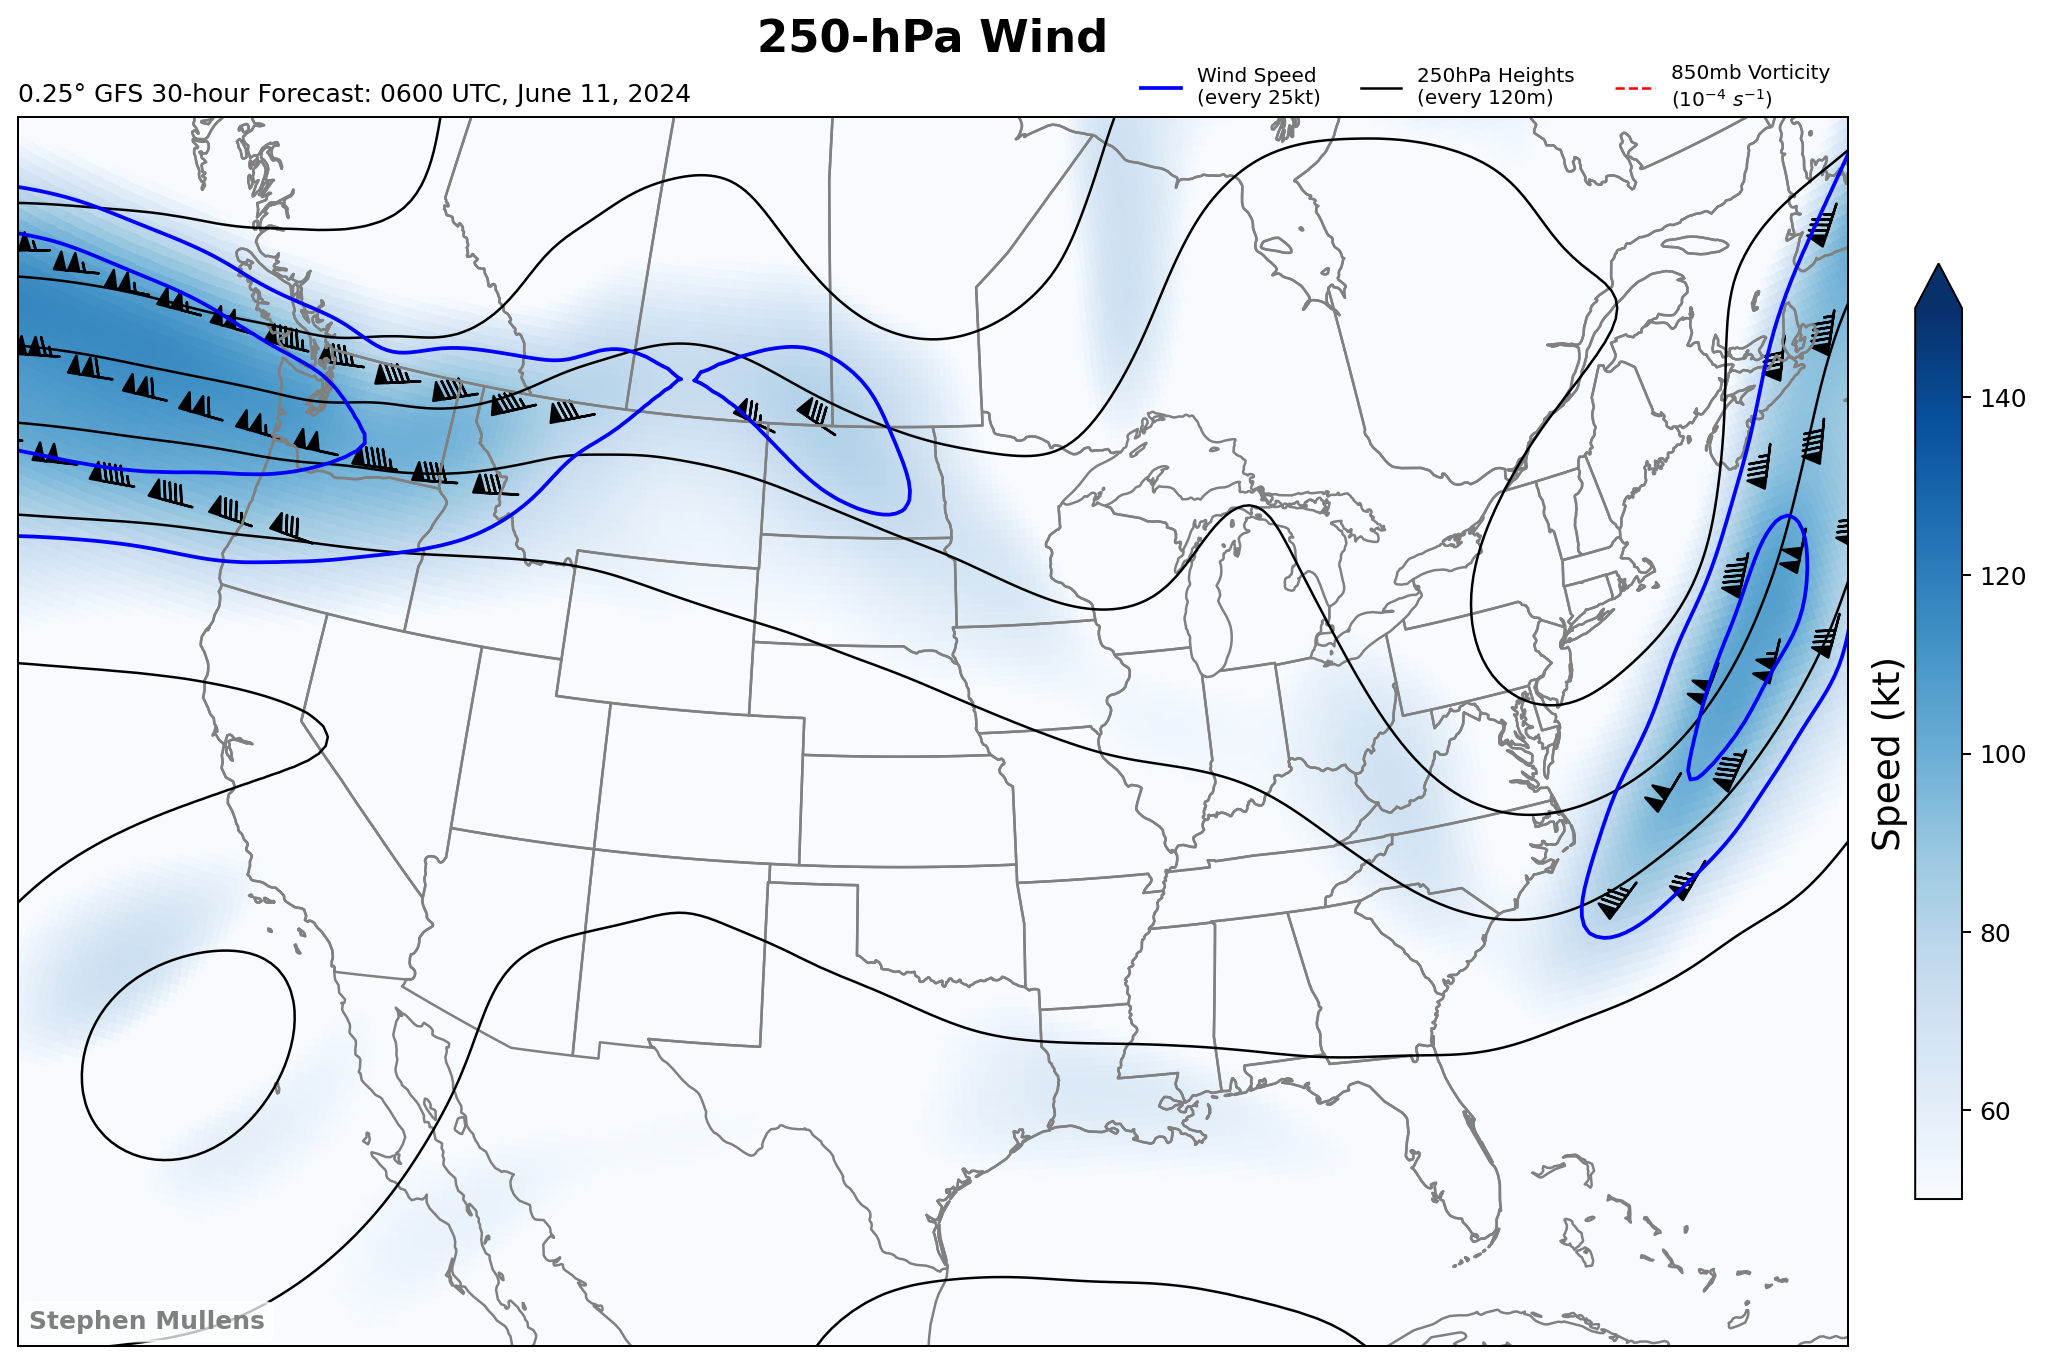 250-hPa Wind
0.25° GFS 30-hour Forecast: 0600 UTC, June 11, 2024
Wind Speed
(every 25kt)
250hPa Heights
(every 120m)
850mb Vorticity
(10⁻⁴ s⁻¹)
140
120
100
80
60
Speed (kt)
Stephen Mullens